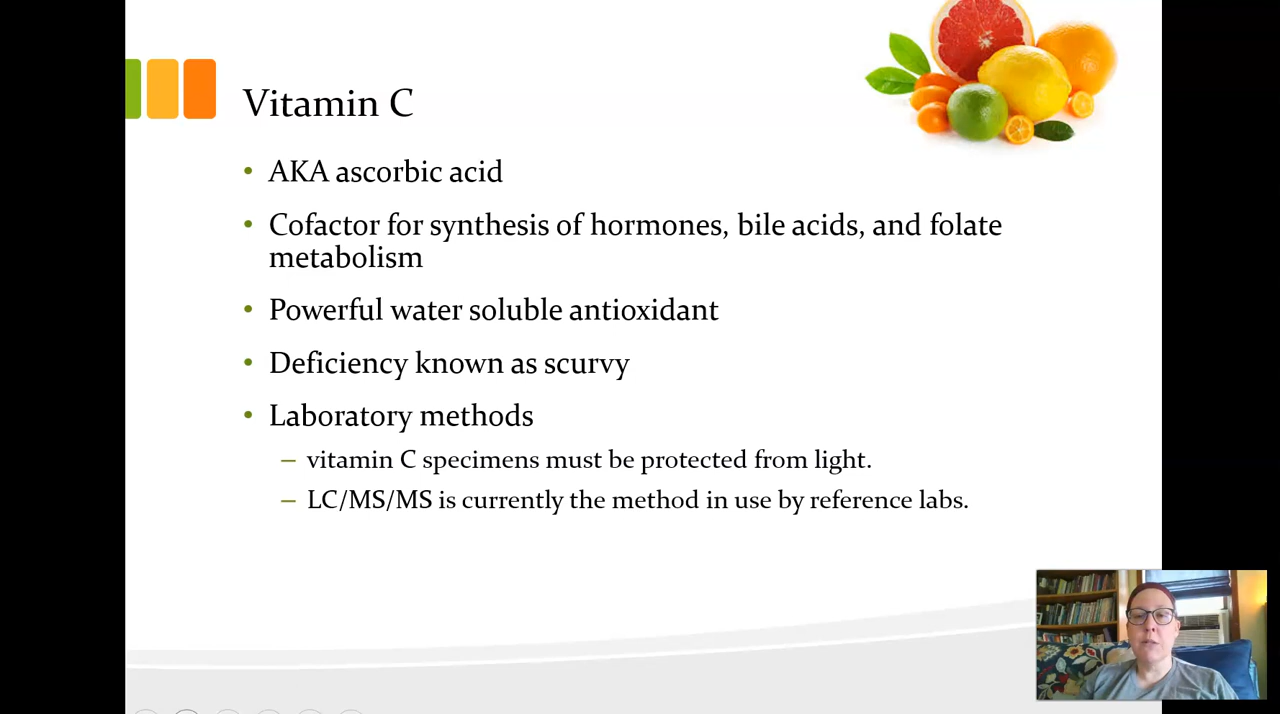 Vitamin C
• AKA ascorbic acid
• Cofactor for synthesis of hormones, bile acids, and folate
metabolism
• Powerful water soluble antioxidant
• Deficiency known as scurvy
• Laboratory methods
– vitamin C specimens must be protected from light.
– LC/MS/MS is currently the method in use by reference labs.